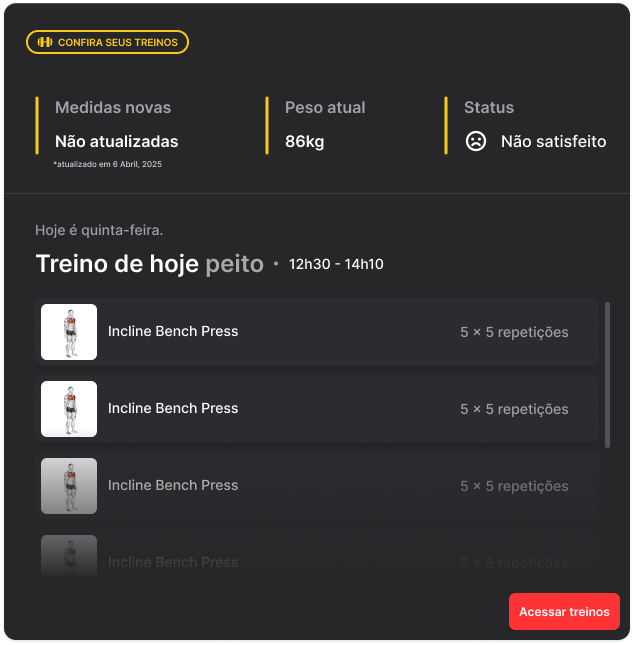 CONFIRA SEUS TREINOS
Medidas novas
Não atualizadas
*atualizado em 6 Abril, 2025
Peso atual
86kg
Status
Não satisfeito
Hoje é quinta-feira.
Treino de hoje peito • 12h30 - 14h10
Incline Bench Press 5 x 5 repetições
Incline Bench Press 5 x 5 repetições
Incline Bench Press 5 x 5 repetições
Incline Bench Press 5 x 5 repetições
Acessar treinos